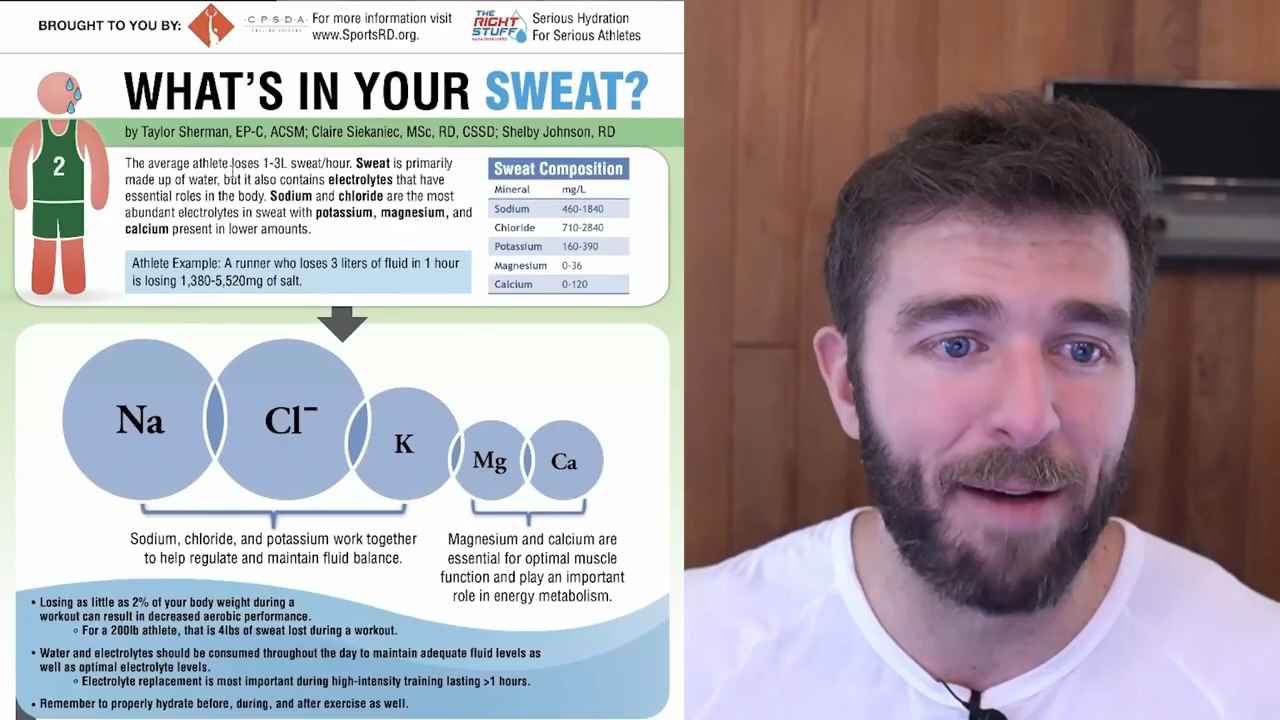 BROUGHT TO YOU BY:
C·P·S·D·A
For more information visit
www.SportsRD.org.
THE
RIGHT
STUFF
Serious Hydration
For Serious Athletes
WHAT'S IN YOUR SWEAT?
by Taylor Sherman, EP-C, ACSM; Claire Siekaniec, MSc, RD, CSSD; Shelby Johnson, RD
2
The average athlete loses 1-3L sweat/hour. Sweat is primarily
made up of water, but it also contains electrolytes that have
essential roles in the body. Sodium and chloride are the most
abundant electrolytes in sweat with potassium, magnesium, and
calcium present in lower amounts.
Athlete Example: A runner who loses 3 liters of fluid in 1 hour
is losing 1,380-5,520mg of salt.
Sweat Composition
Mineral mg/L
Sodium 460-1840
Chloride 710-2840
Potassium 160-390
Magnesium 0-36
Calcium 0-120
Na Cl⁻ K Mg Ca
Sodium, chloride, and potassium work together
to help regulate and maintain fluid balance.
Magnesium and calcium are
essential for optimal muscle
function and play an important
role in energy metabolism.
• Losing as little as 2% of your body weight during a
workout can result in decreased aerobic performance.
◦ For a 200lb athlete, that is 4lbs of sweat lost during a workout.
• Water and electrolytes should be consumed throughout the day to maintain adequate fluid levels as
well as optimal electrolyte levels.
◦ Electrolyte replacement is most important during high-intensity training lasting >1 hours.
• Remember to properly hydrate before, during, and after exercise as well.